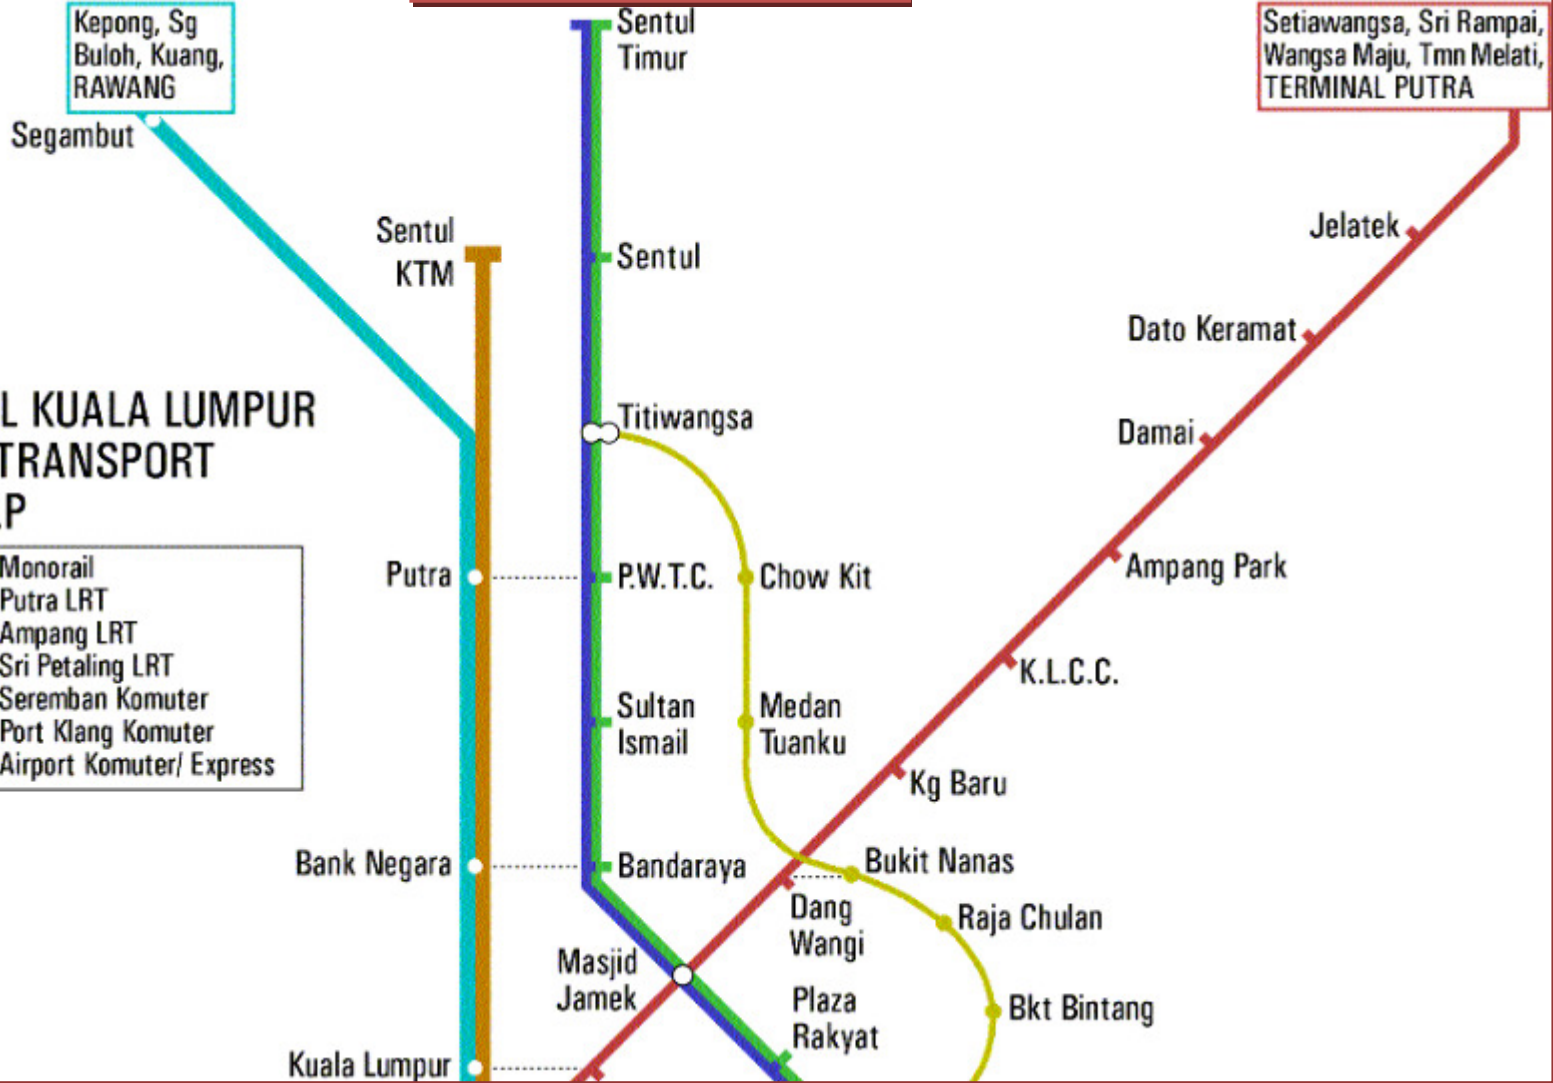 Kepong, Sg
Buloh, Kuang,
RAWANG
Segambut
Sentul
Timur
Setiawangsa, Sri Rampai,
Wangsa Maju, Tmn Melati,
TERMINAL PUTRA
Jelatek
Sentul
KTM
Sentul
Dato Keramat
L KUALA LUMPUR
TRANSPORT
P
Titiwangsa
Damai
Monorail
Putra LRT
Ampang LRT
Sri Petaling LRT
Seremban Komuter
Port Klang Komuter
Airport Komuter/ Express
Putra
P.W.T.C.
Chow Kit
Ampang Park
K.L.C.C.
Sultan
Ismail
Medan
Tuanku
Kg Baru
Bank Negara
Bandaraya
Bukit Nanas
Dang
Wangi
Raja Chulan
Masjid
Jamek
Plaza
Rakyat
Bkt Bintang
Kuala Lumpur